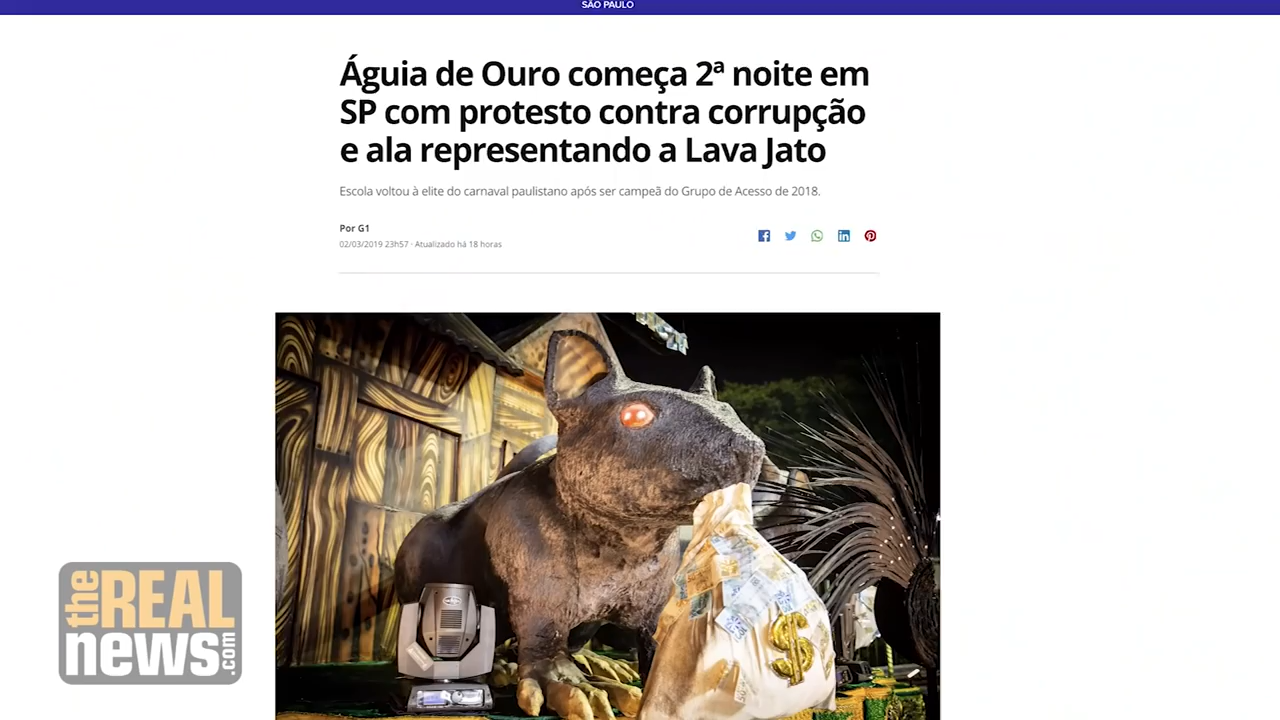 SÃO PAULO
Águia de Ouro começa 2ª noite em
SP com protesto contra corrupção
e ala representando a Lava Jato
Escola voltou à elite do carnaval paulistano após ser campeã do Grupo de Acesso de 2018.
Por G1
02/03/2019 23h57 · Atualizado há 18 horas
$
the REAL
news.com